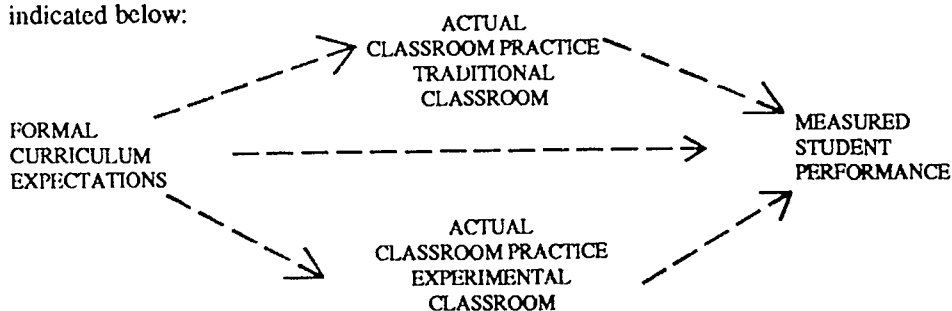 indicated below:
ACTUAL
CLASSROOM PRACTICE
TRADITIONAL
CLASSROOM
FORMAL
CURRICULUM
EXPECTATIONS
MEASURED
STUDENT
PERFORMANCE
ACTUAL
CLASSROOM PRACTICE
EXPERIMENTAL
CLASSROOM